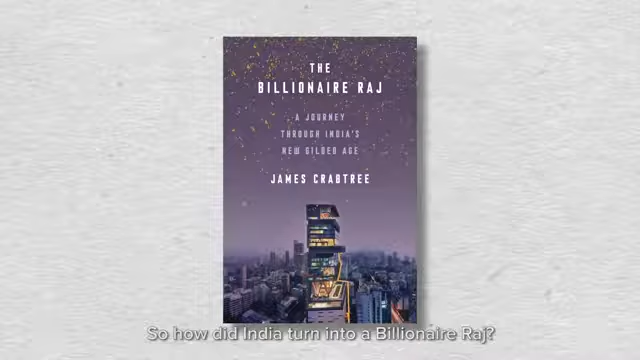 THE
BILLIONAIRE RAJ
A JOURNEY
THROUGH INDIA'S
NEW GILDED AGE
JAMES CRABTREE
So how did India turn into a Billionaire Raj?